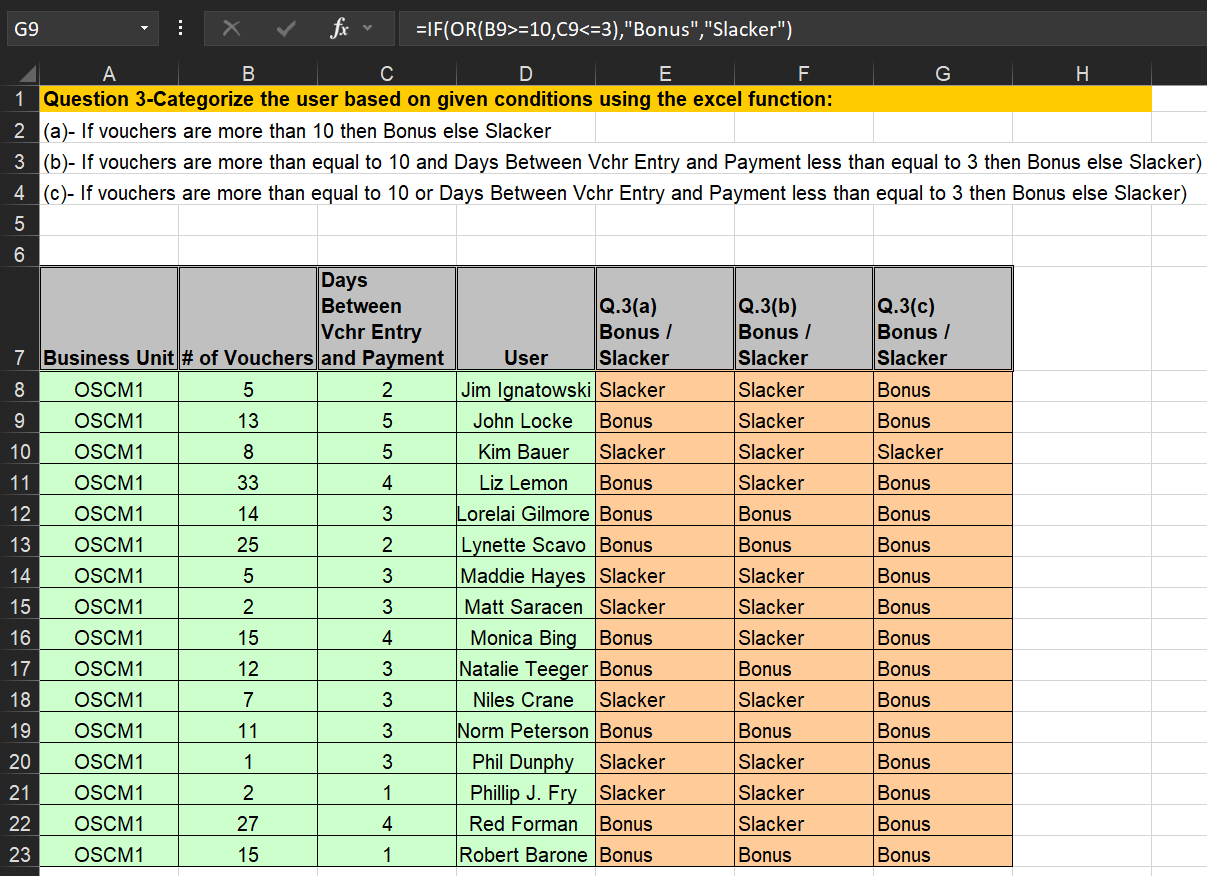 G9 fx =IF(OR(B9>=10,C9<=3),"Bonus","Slacker")
A B C D E F G H
1 Question 3-Categorize the user based on given conditions using the excel function:
2 (a)- If vouchers are more than 10 then Bonus else Slacker
3 (b)- If vouchers are more than equal to 10 and Days Between Vchr Entry and Payment less than equal to 3 then Bonus else Slacker)
4 (c)- If vouchers are more than equal to 10 or Days Between Vchr Entry and Payment less than equal to 3 then Bonus else Slacker)
5
6
7 Business Unit # of Vouchers Days Between Vchr Entry and Payment User Q.3(a) Bonus / Slacker Q.3(b) Bonus / Slacker Q.3(c) Bonus / Slacker
8 OSCM1 5 2 Jim Ignatowski Slacker Slacker Bonus
9 OSCM1 13 5 John Locke Bonus Slacker Bonus
10 OSCM1 8 5 Kim Bauer Slacker Slacker Slacker
11 OSCM1 33 4 Liz Lemon Bonus Slacker Bonus
12 OSCM1 14 3 Lorelai Gilmore Bonus Bonus Bonus
13 OSCM1 25 2 Lynette Scavo Bonus Bonus Bonus
14 OSCM1 5 3 Maddie Hayes Slacker Slacker Bonus
15 OSCM1 2 3 Matt Saracen Slacker Slacker Bonus
16 OSCM1 15 4 Monica Bing Bonus Slacker Bonus
17 OSCM1 12 3 Natalie Teeger Bonus Bonus Bonus
18 OSCM1 7 3 Niles Crane Slacker Slacker Bonus
19 OSCM1 11 3 Norm Peterson Bonus Bonus Bonus
20 OSCM1 1 3 Phil Dunphy Slacker Slacker Bonus
21 OSCM1 2 1 Phillip J. Fry Slacker Slacker Bonus
22 OSCM1 27 4 Red Forman Bonus Slacker Bonus
23 OSCM1 15 1 Robert Barone Bonus Bonus Bonus